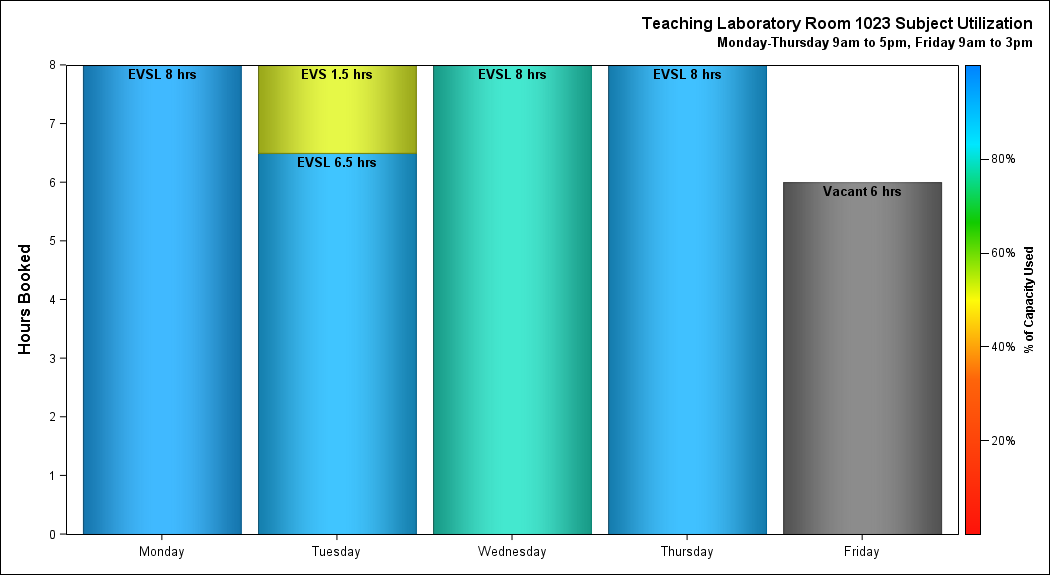 Teaching Laboratory Room 1023 Subject Utilization
Monday-Thursday 9am to 5pm, Friday 9am to 3pm
Hours Booked
8
7
6
5
4
3
2
1
0
EVSL 8 hrs
EVS 1.5 hrs
EVSL 6.5 hrs
EVSL 8 hrs
EVSL 8 hrs
Vacant 6 hrs
Monday
Tuesday
Wednesday
Thursday
Friday
80%
60%
40%
20%
% of Capacity Used